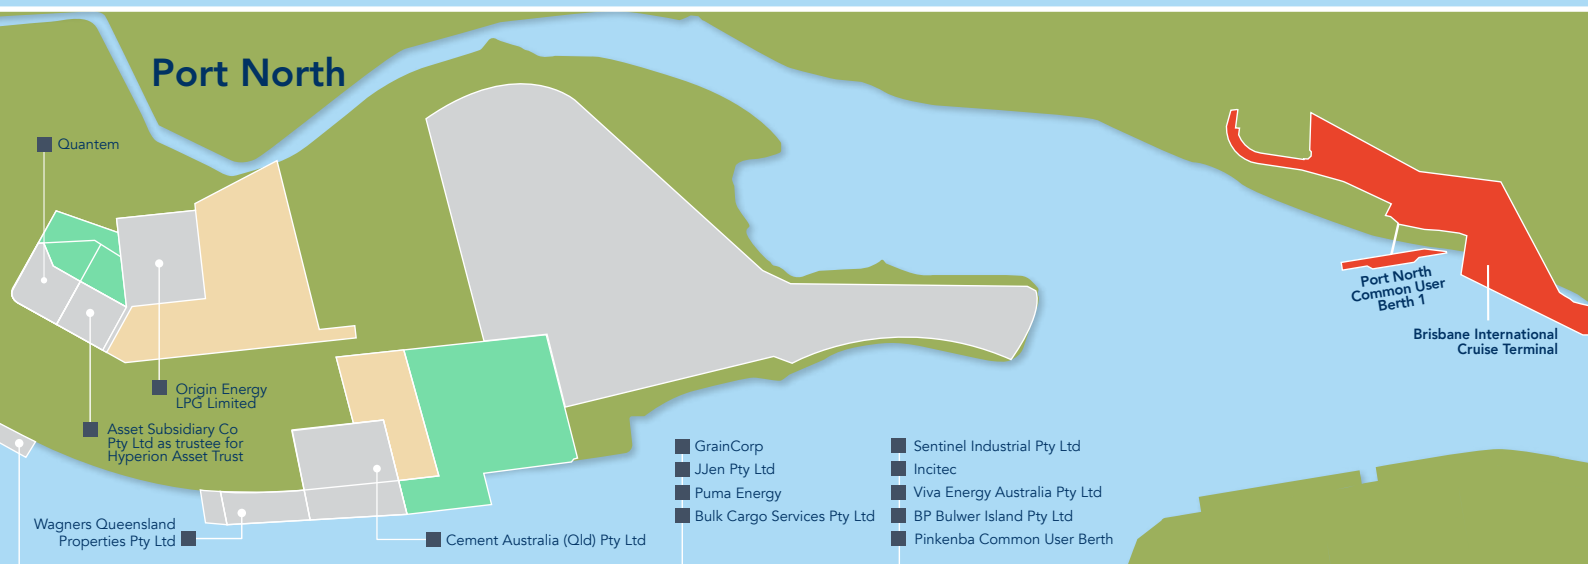 Port North
Quantem
Port North
Common User
Berth 1
Brisbane International
Cruise Terminal
Origin Energy
LPG Limited
Asset Subsidiary Co
Pty Ltd as trustee for
Hyperion Asset Trust
GrainCorp
JJen Pty Ltd
Puma Energy
Bulk Cargo Services Pty Ltd
Sentinel Industrial Pty Ltd
Incitec
Viva Energy Australia Pty Ltd
BP Bulwer Island Pty Ltd
Pinkenba Common User Berth
Wagners Queensland
Properties Pty Ltd
Cement Australia (Qld) Pty Ltd